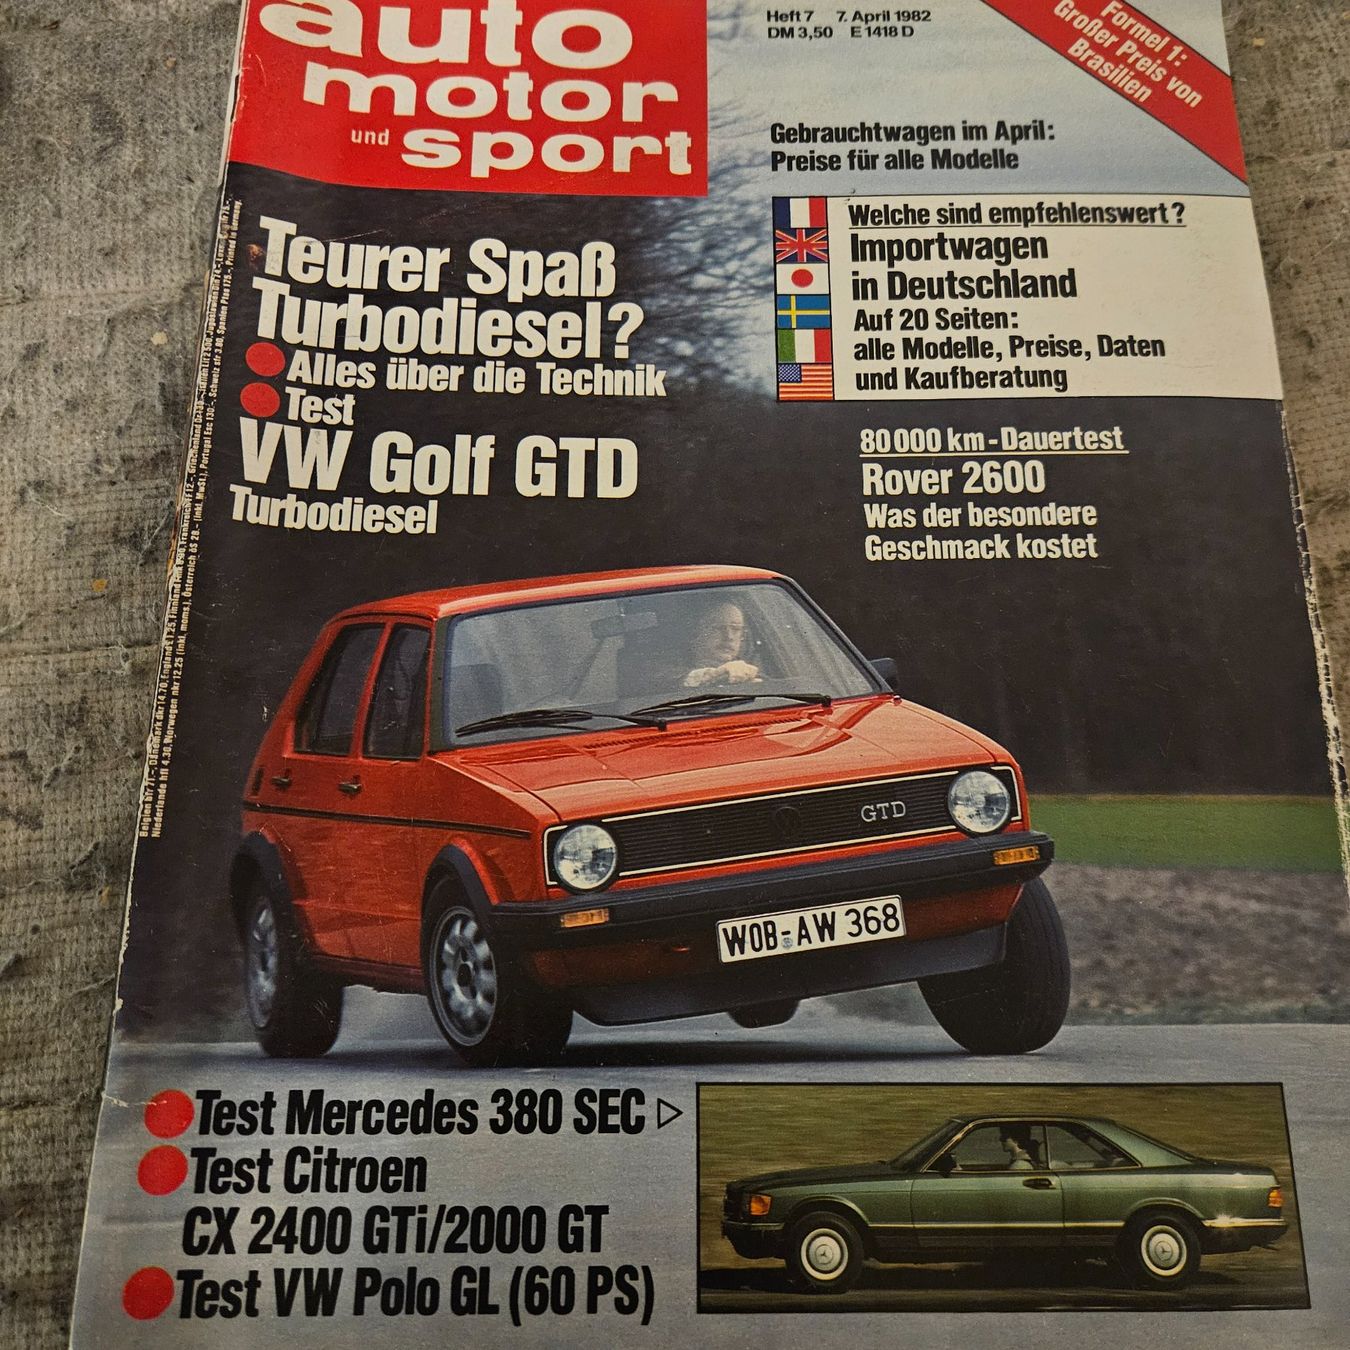 auto
motor
und sport
Heft 7 7. April 1982
DM 3,50 E 1418 D
Formel 1:
Großer Preis von
Brasilien
Gebrauchtwagen im April:
Preise für alle Modelle
Welche sind empfehlenswert?
Importwagen
in Deutschland
Auf 20 Seiten:
alle Modelle, Preise, Daten
und Kaufberatung
Teurer Spaß
Turbodiesel?
Alles über die Technik
Test
VW Golf GTD
Turbodiesel
80 000 km-Dauertest
Rover 2600
Was der besondere
Geschmack kostet
GTD
WOB-AW 368
Test Mercedes 380 SEC
Test Citroen
CX 2400 GTi/2000 GT
Test VW Polo GL (60 PS)